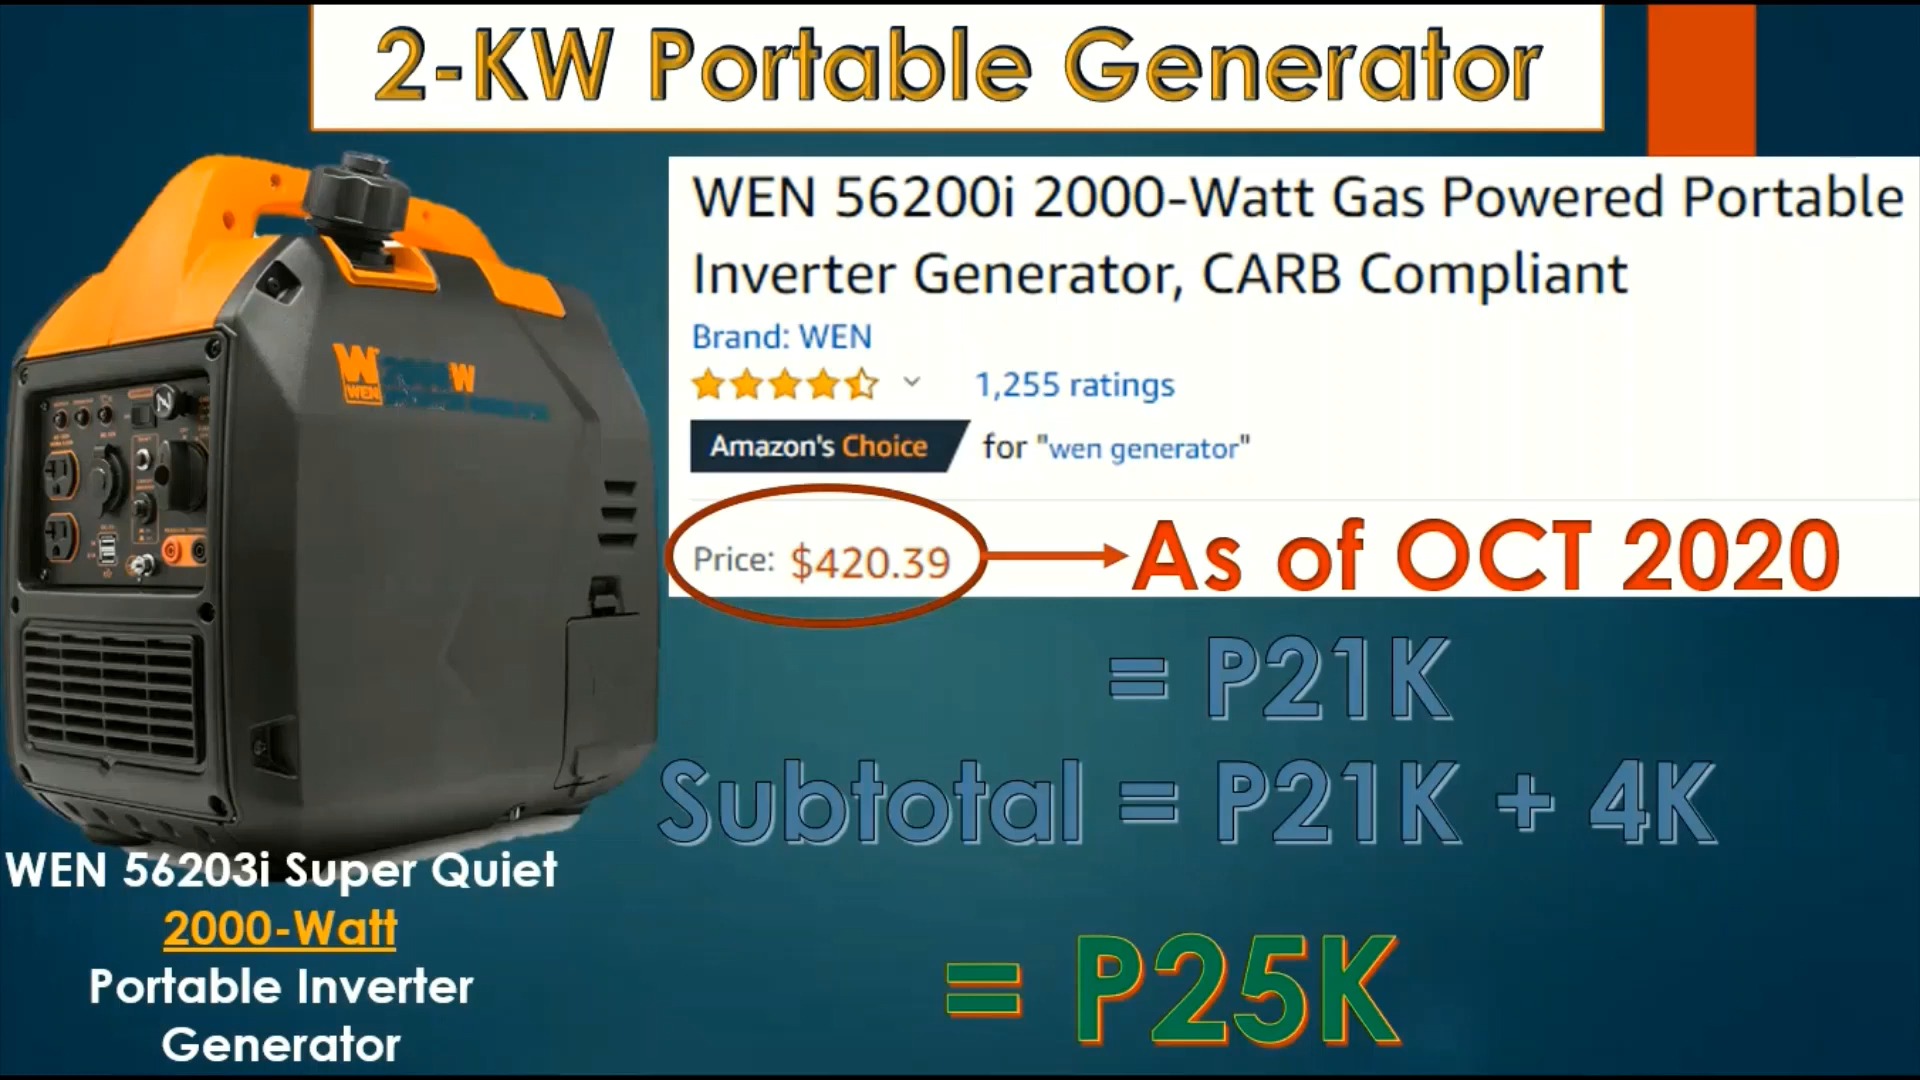 2-KW Portable Generator
WEN 56200i 2000-Watt Gas Powered Portable
Inverter Generator, CARB Compliant
Brand: WEN
1,255 ratings
Amazon's Choice for "wen generator"
Price: $420.39
As of OCT 2020
= P21K
Subtotal = P21K + 4K
= P25K
W
WEN
W
WEN 56203i Super Quiet
2000-Watt
Portable Inverter
Generator